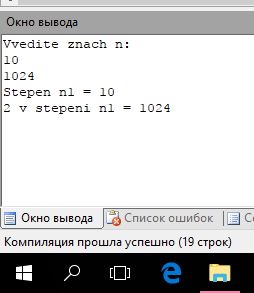 Окно вывода
Vvedite znach n:
10
1024
Stepen n1 = 10
2 v stepeni n1 = 1024
Окно вывода Список ошибок
Компиляция прошла успешно (19 строк)